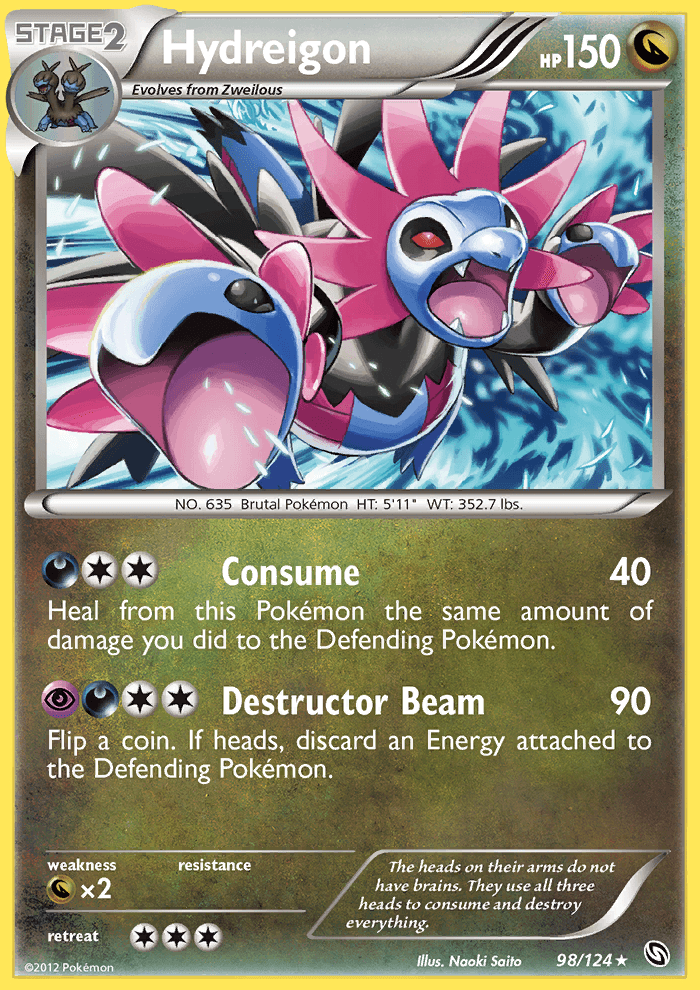 STAGE2
Hydreigon
HP150
Evolves from Zweilous
NO. 635 Brutal Pokémon HT: 5'11" WT: 352.7 lbs.
Consume 40
Heal from this Pokémon the same amount of
damage you did to the Defending Pokémon.
Destructor Beam 90
Flip a coin. If heads, discard an Energy attached to
the Defending Pokémon.
weakness resistance
×2
The heads on their arms do not
have brains. They use all three
heads to consume and destroy
everything.
retreat
©2012 Pokémon
Illus. Naoki Saito 98/124★